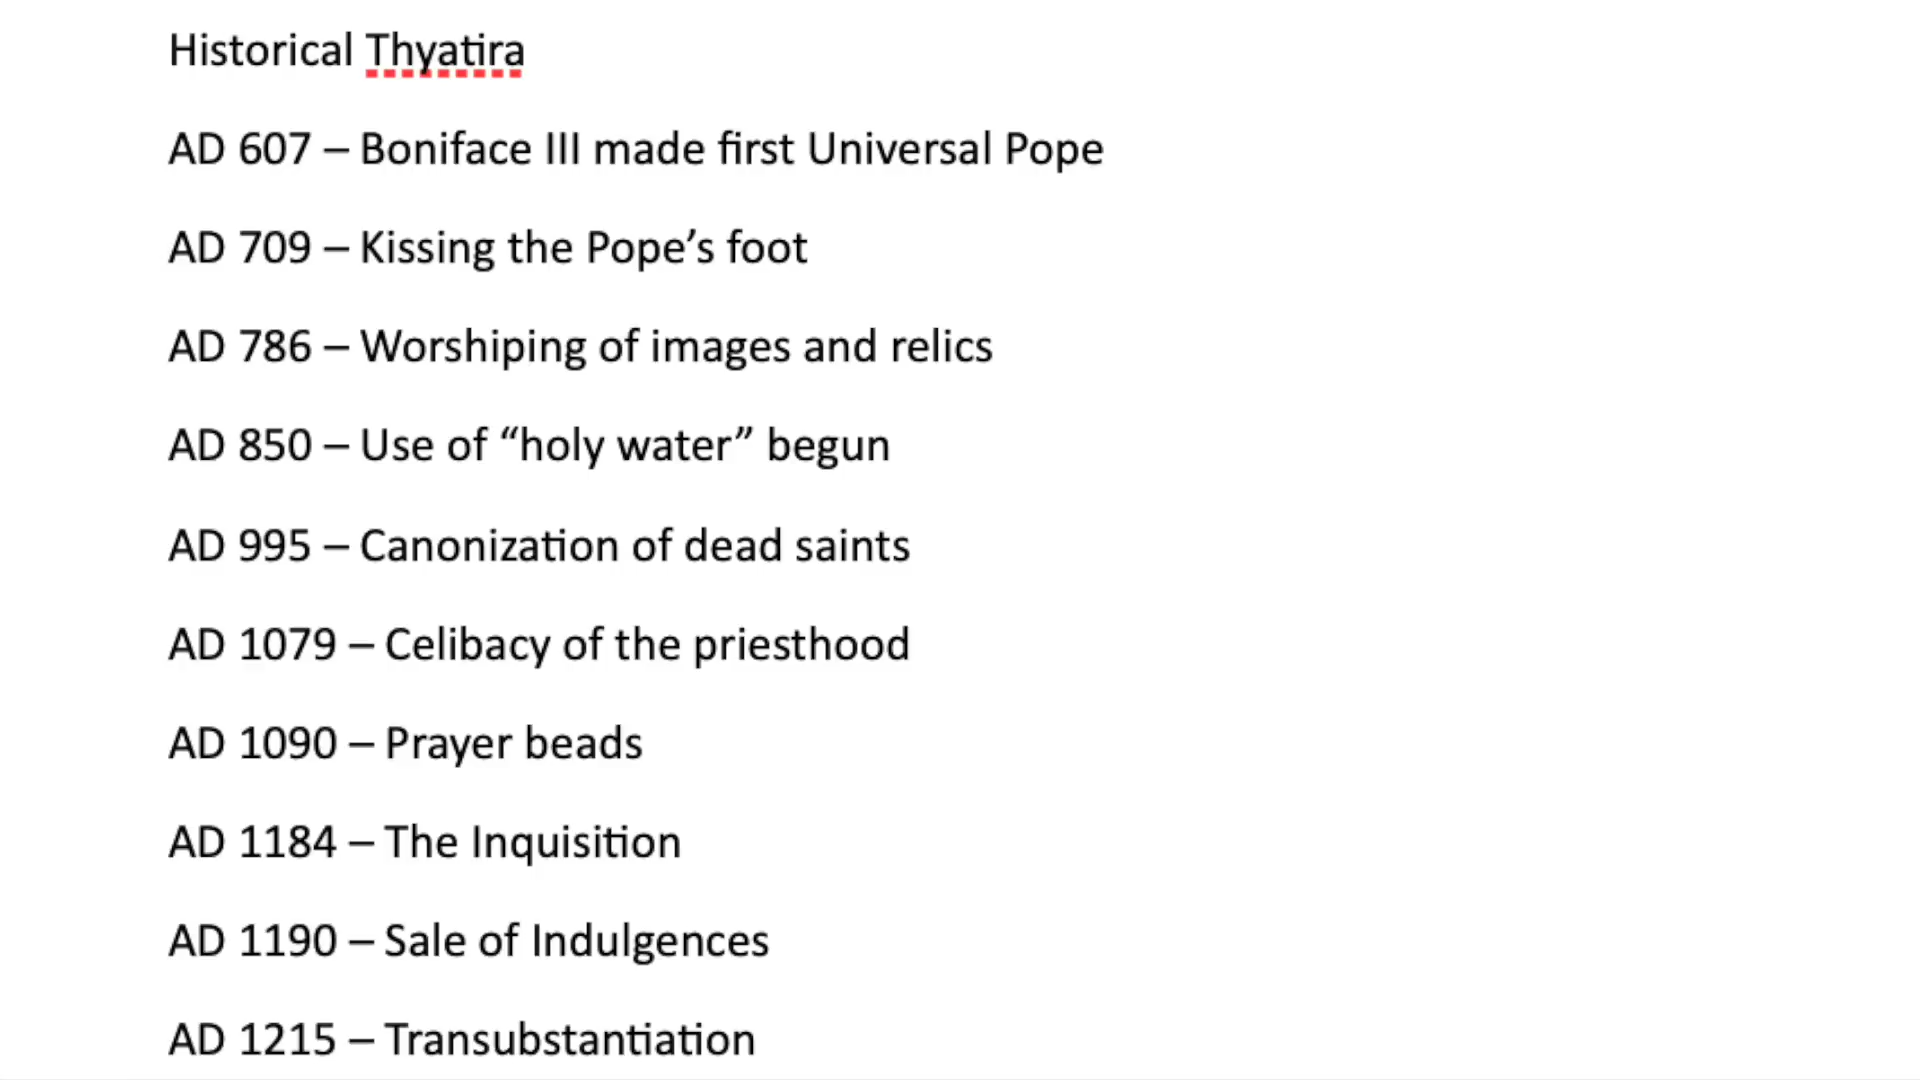 Historical Thyatira
AD 607 – Boniface III made first Universal Pope
AD 709 – Kissing the Pope’s foot
AD 786 – Worshiping of images and relics
AD 850 – Use of “holy water” begun
AD 995 – Canonization of dead saints
AD 1079 – Celibacy of the priesthood
AD 1090 – Prayer beads
AD 1184 – The Inquisition
AD 1190 – Sale of Indulgences
AD 1215 – Transubstantiation